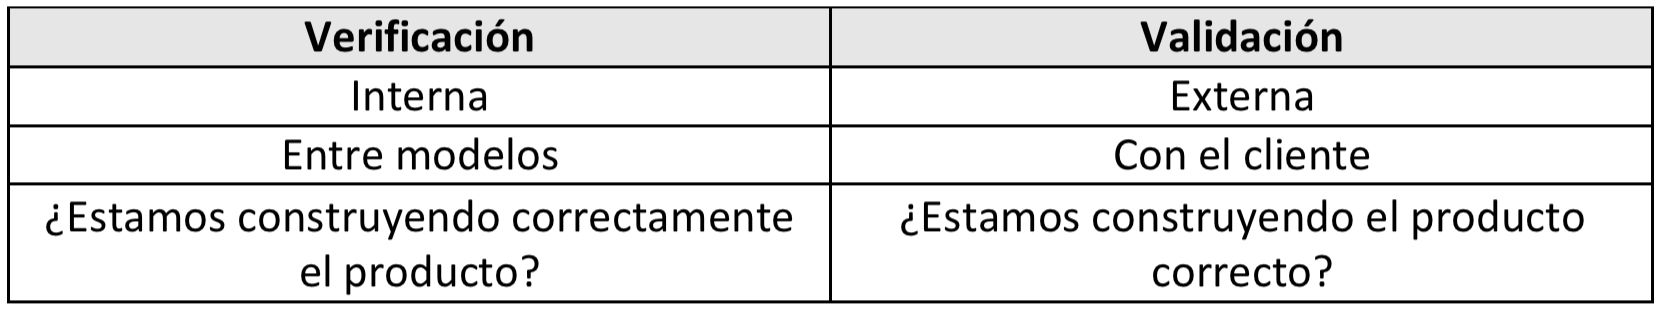 Verificación
Validación
Interna
Externa
Entre modelos
Con el cliente
¿Estamos construyendo correctamente
el producto?
¿Estamos construyendo el producto
correcto?